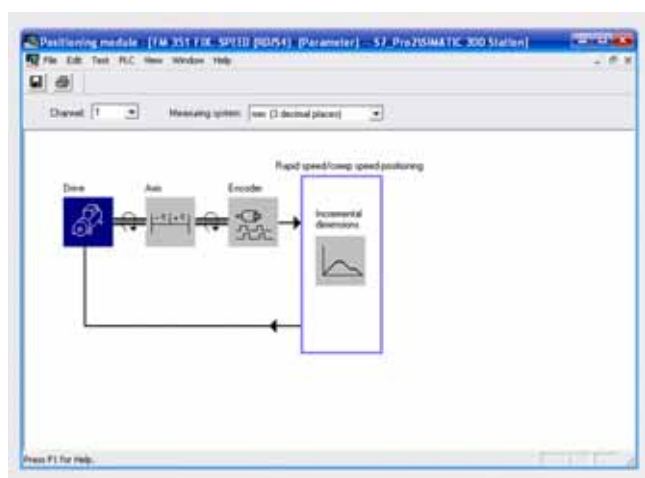 Positioning module - [FM 351 FIX. SPEED (R0/S4) (Parameter) -- S7_Pro2\SIMATIC 300 Station]
File Edit Test PLC View Window Help
Channel: 1 Measuring system: mm (3 decimal places)
Rapid speed/creep speed positioning
Drive Axis Encoder
Incremental
dimensions
Press F1 for Help.